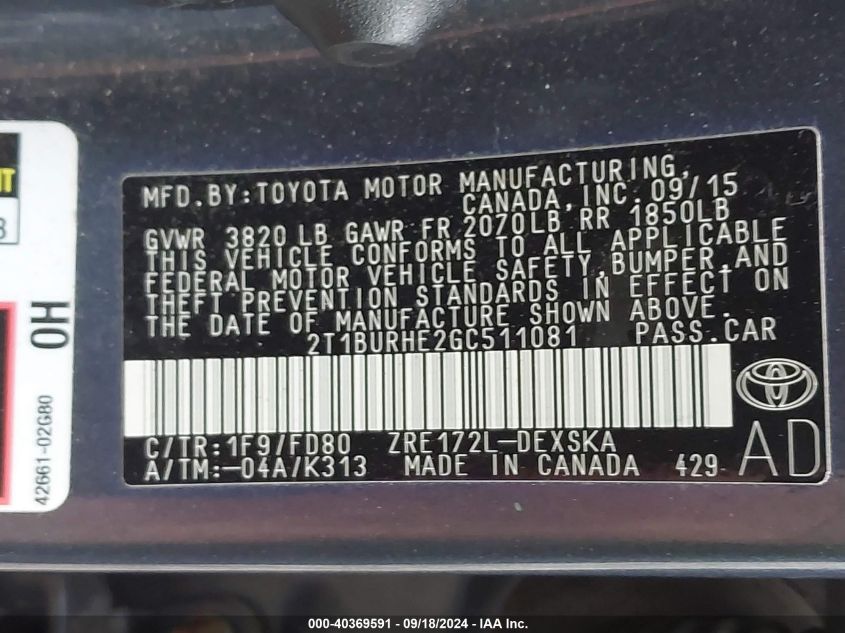 MFD. BY: TOYOTA MOTOR MANUFACTURING,
CANADA, INC. 09/15
GVWR 3820 LB GAWR FR 2070LB RR 1850LB
THIS VEHICLE CONFORMS TO ALL APPLICABLE
FEDERAL MOTOR VEHICLE SAFETY, BUMPER, AND
THEFT PREVENTION STANDARDS IN EFFECT ON
THE DATE OF MANUFACTURE SHOWN ABOVE.
2T1BURHE2GC511081 PASS. CAR
C/TR: 1F9/FD80 ZRE172L-DEXSKA
A/TM: -04A/K313 MADE IN CANADA 429
AD
OH
42661-02G80
000-40369591 - 09/18/2024 - IAA Inc.